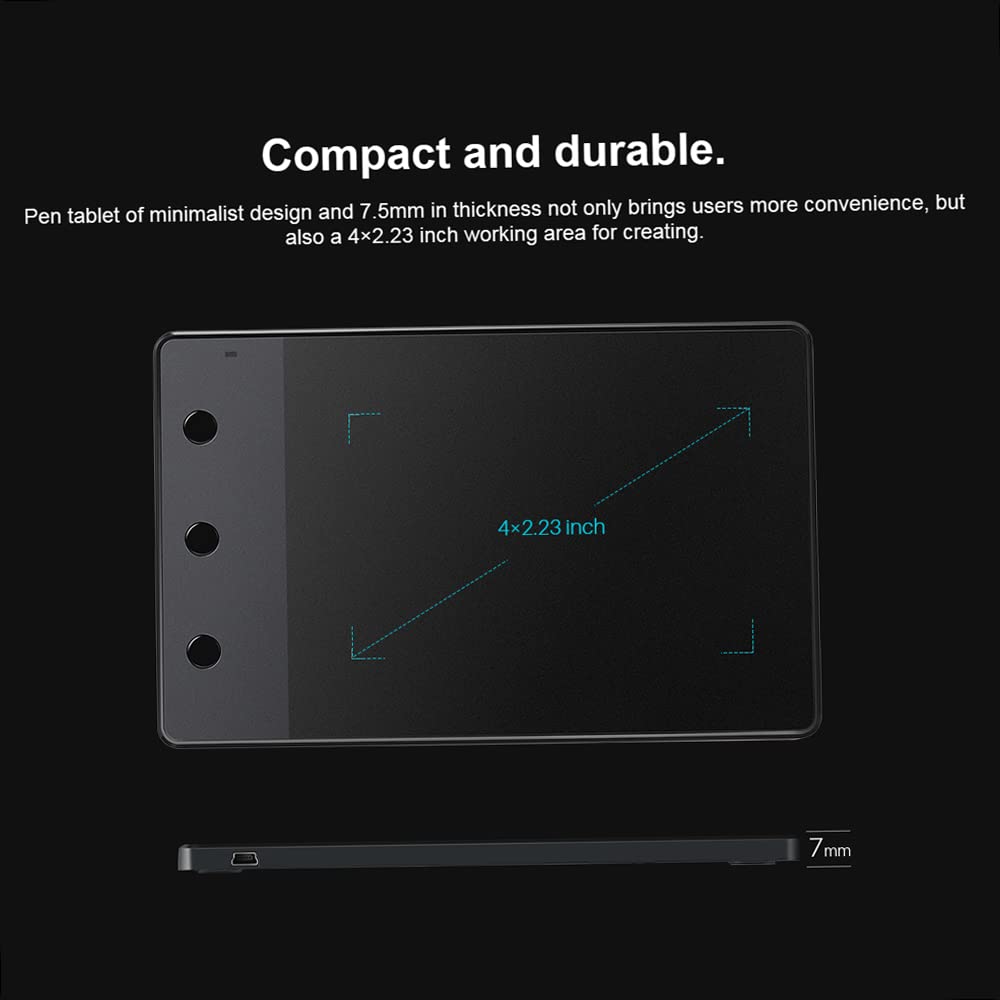 Compact and durable.
Pen tablet of minimalist design and 7.5mm in thickness not only brings users more convenience, but
also a 4×2.23 inch working area for creating.
4×2.23 inch
7mm